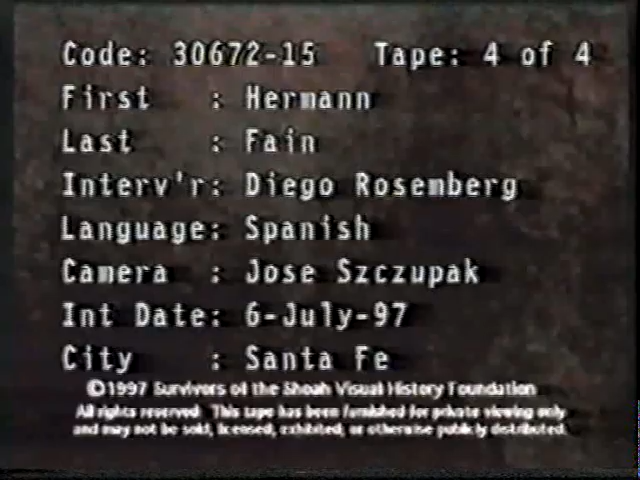 Code: 30672-15 Tape: 4 of 4
First : Hermann
Last : Fain
Interv'r: Diego Rosemberg
Language: Spanish
Camera : Jose Szczupak
Int Date: 6-July-97
City : Santa Fe
©1997 Survivors of the Shoah Visual History Foundation
All rights reserved. This tape has been furnished for private viewing only
and may not be sold, licensed, exhibited, or otherwise publicly distributed.